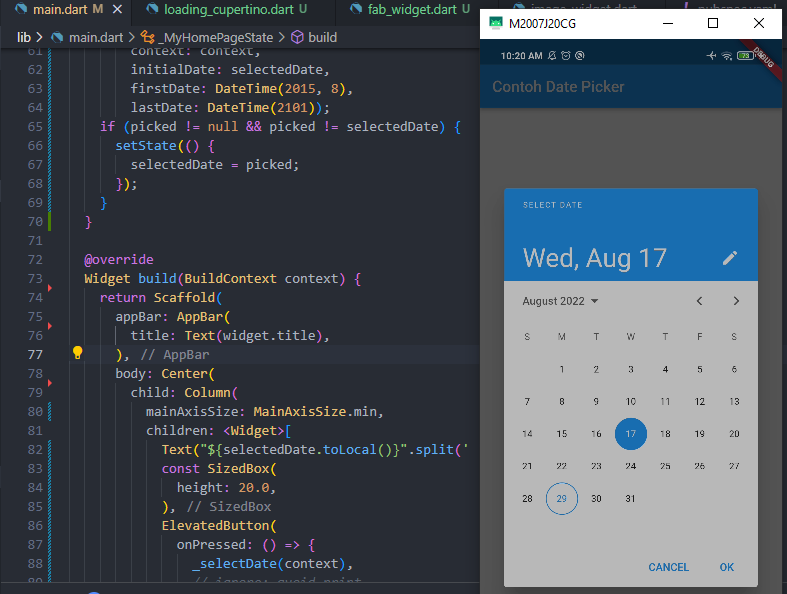 main.dart M
loading_cupertino.dart U
fab_widget.dart U
lib > main.dart > _MyHomePageState > build
61 context: context,
62 initialDate: selectedDate,
63 firstDate: DateTime(2015, 8),
64 lastDate: DateTime(2101));
65 if (picked != null && picked != selectedDate) {
66 setState(() {
67 selectedDate = picked;
68 });
69 }
70 }
71
72 @override
73 Widget build(BuildContext context) {
74 return Scaffold(
75 appBar: AppBar(
76 title: Text(widget.title),
77 ), // AppBar
78 body: Center(
79 child: Column(
80 mainAxisSize: MainAxisSize.min,
81 children: <Widget>[
82 Text("${selectedDate.toLocal()}".split('
83 const SizedBox(
84 height: 20.0,
85 ), // SizedBox
86 ElevatedButton(
87 onPressed: () => {
88 _selectDate(context),
89 // ignore: avoid_print
M2007J20CG
10:20 AM
73
DEBUG
Contoh Date Picker
SELECT DATE
Wed, Aug 17
August 2022
S M T W T F S
1 2 3 4 5 6
7 8 9 10 11 12 13
14 15 16 17 18 19 20
21 22 23 24 25 26 27
28 29 30 31
CANCEL OK